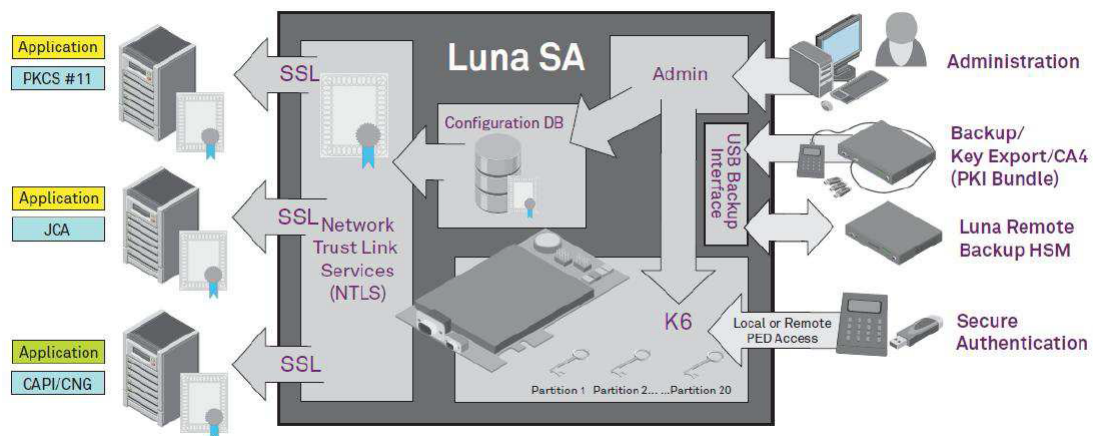 Application
PKCS #11
Application
JCA
Application
CAPI/CNG
SSL
SSL
SSL
Network
Trust Link
Services
(NTLS)
Luna SA
Configuration DB
Admin
USB Backup
Interface
K6
Partition 1
Partition 2...
...Partition 20
Local or Remote
PED Access
Administration
Backup/
Key Export/CA4
(PKI Bundle)
Luna Remote
Backup HSM
Secure
Authentication